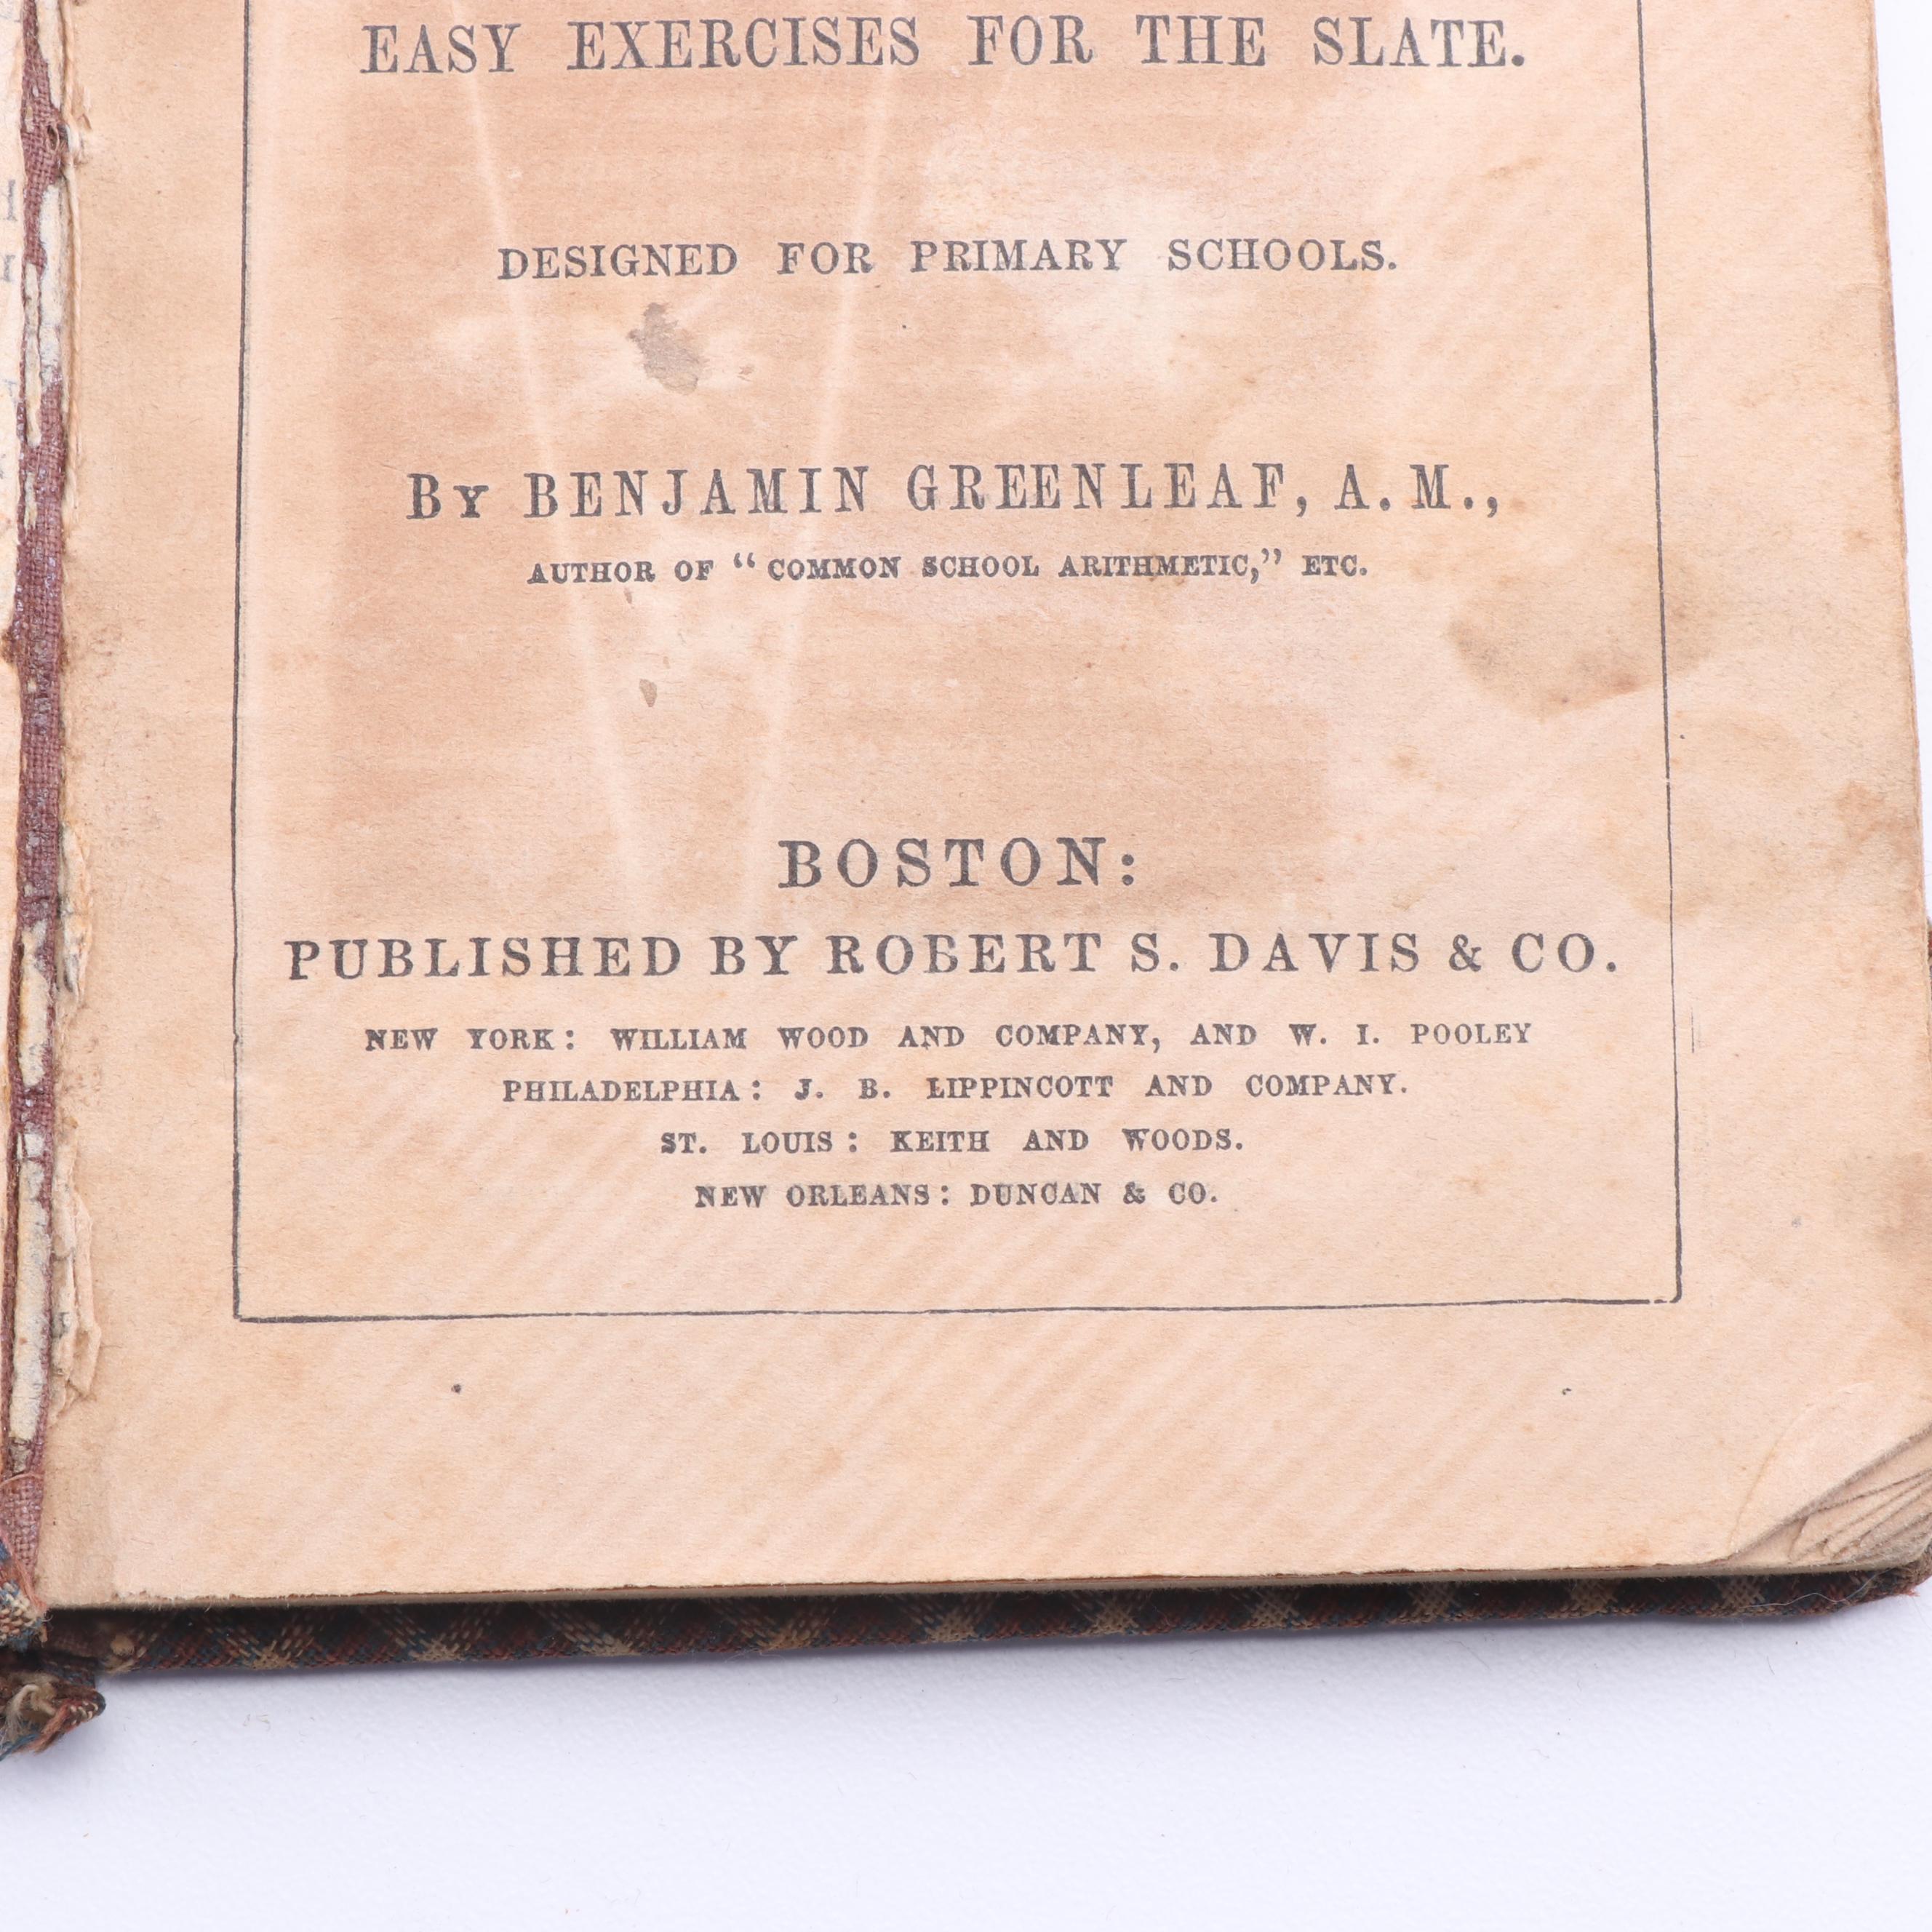 EASY EXERCISES FOR THE SLATE.
DESIGNED FOR PRIMARY SCHOOLS.
BY BENJAMIN GREENLEAF, A. M.,
AUTHOR OF “COMMON SCHOOL ARITHMETIC,” ETC.
BOSTON:
PUBLISHED BY ROBERT S. DAVIS & CO.
NEW YORK: WILLIAM WOOD AND COMPANY, AND W. I. POOLEY
PHILADELPHIA: J. B. LIPPINCOTT AND COMPANY.
ST. LOUIS: KEITH AND WOODS.
NEW ORLEANS: DUNCAN & CO.